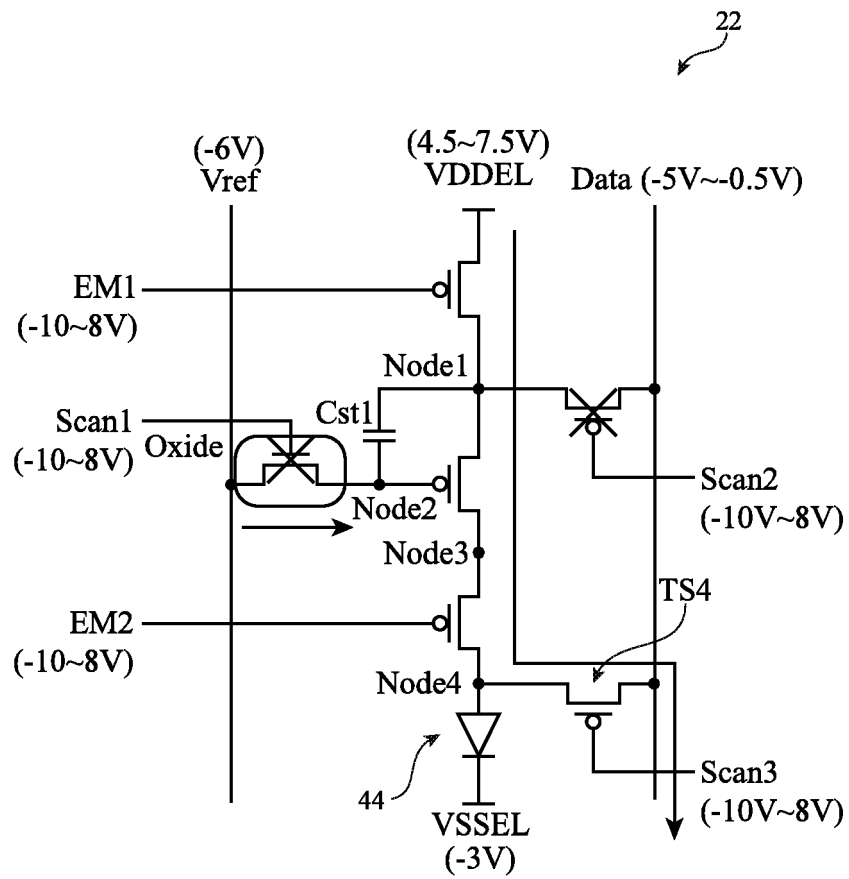 22
(-6V)
Vref
(4.5~7.5V)
VDDEL
Data (-5V~-0.5V)
EM1
(-10~8V)
Node1
Scan1
(-10~8V)
Oxide
Cst1
Node2
Scan2
(-10V~8V)
Node3
TS4
EM2
(-10~8V)
Node4
44
Scan3
(-10V~8V)
VSSEL
(-3V)